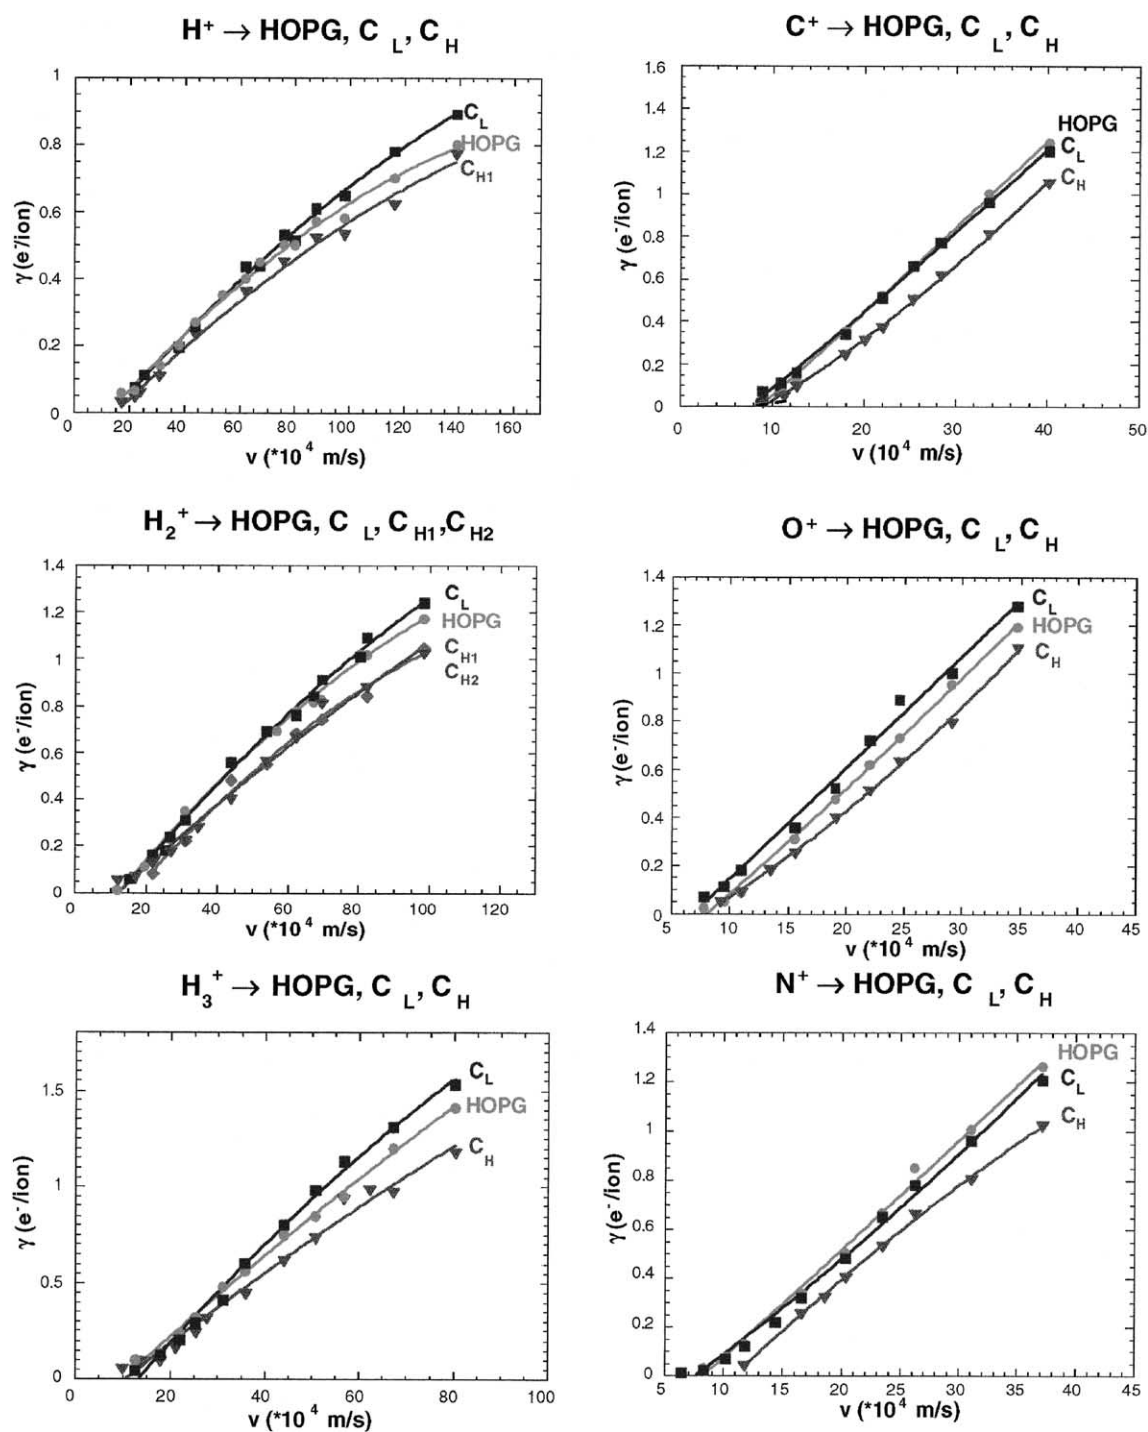 H⁺ → HOPG, C L, C H
1
0.8
0.6
0.4
0.2
0
γ (e⁻/ion)
C L
HOPG
C H1
0 20 40 60 80 100 120 140 160
v (*10⁴ m/s)
C⁺ → HOPG, C L, C H
1.6
1.4
1.2
1
0.8
0.6
0.4
0.2
0
γ (e⁻/ion)
HOPG
C L
C H
0 10 20 30 40 50
v (10⁴ m/s)
H₂⁺ → HOPG, C L, C H1, C H2
1.4
1.2
1
0.8
0.6
0.4
0.2
0
γ (e⁻/ion)
C L
HOPG
C H1
C H2
0 20 40 60 80 100 120
v (*10⁴ m/s)
O⁺ → HOPG, C L, C H
1.4
1.2
1
0.8
0.6
0.4
0.2
0
γ (e⁻/ion)
C L
HOPG
C H
5 10 15 20 25 30 35 40 45
v (*10⁴ m/s)
H₃⁺ → HOPG, C L, C H
1.5
1
0.5
0
γ (e⁻/ion)
C L
HOPG
C H
0 20 40 60 80 100
v (*10⁴ m/s)
N⁺ → HOPG, C L, C H
1.4
1.2
1
0.8
0.6
0.4
0.2
0
γ (e⁻/ion)
HOPG
C L
C H
5 10 15 20 25 30 35 40 45
v (*10⁴ m/s)